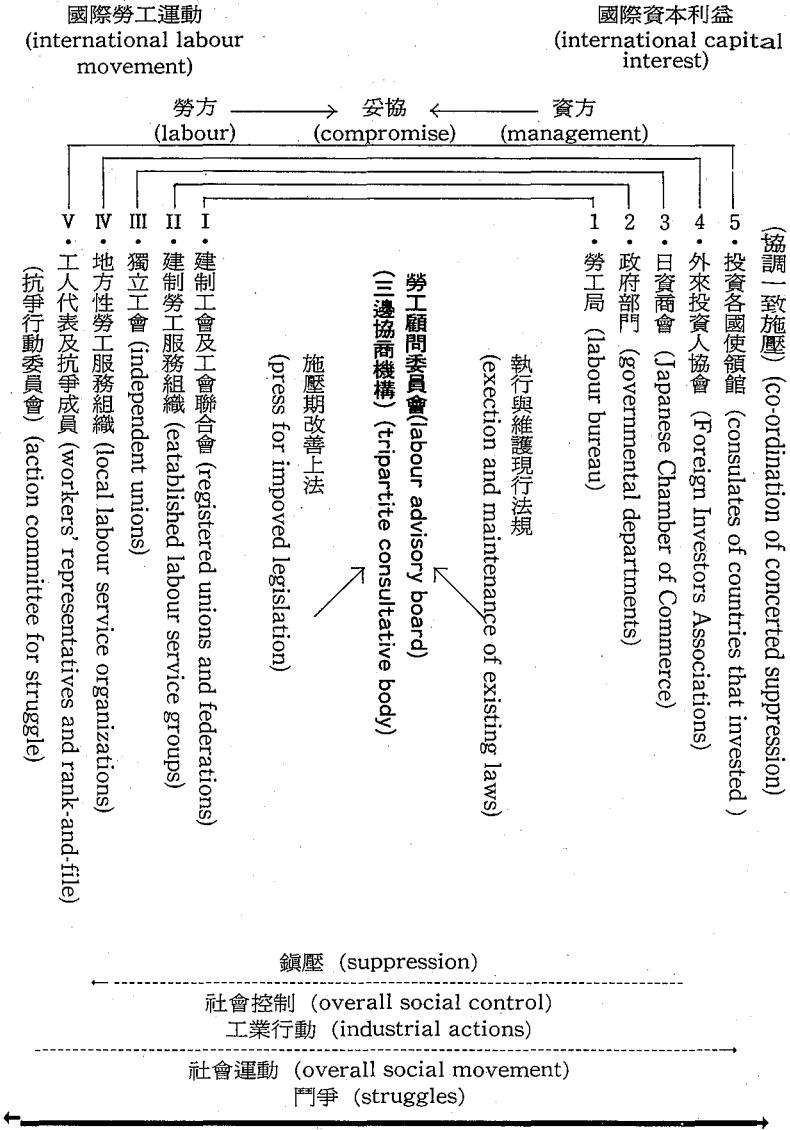 國際勞工運動
(international labour
movement)
國際資本利益
(international capital
interest)
勞方
(labour)
妥協
(compromise)
資方
(management)
I・建制工會及工會聯合會 (registered unions and federations)
II・建制勞工服務組織 (eatablished labour service groups)
III・獨立工會 (independent unions)
IV・地方性勞工服務組織 (local labour service organizations)
V・工人代表及抗爭成員 (workers' representatives and rank-and-file)
(抗爭行動委員會) (action committee for struggle)
施壓期改善上法
(press for impoved legislation)
勞工顧問委員會(labour advisory board)
(三邊協商機構) (tripartite consultative body)
執行與維護現行法規
(exection and maintenance of existing laws)
1・勞工局 (labour bureau)
2・政府部門 (governmental departments)
3・日資商會 (Japanese Chamber of Commerce)
4・外來投資人協會 (Foreign Investors Associations)
5・投資各國使領館 (consulates of countries that invested )
(協調一致施壓) (co-ordination of concerted suppression)
鎭壓 (suppression)
社會控制 (overall social control)
工業行動 (industrial actions)
社會運動 (overall social movement)
鬥爭 (struggles)